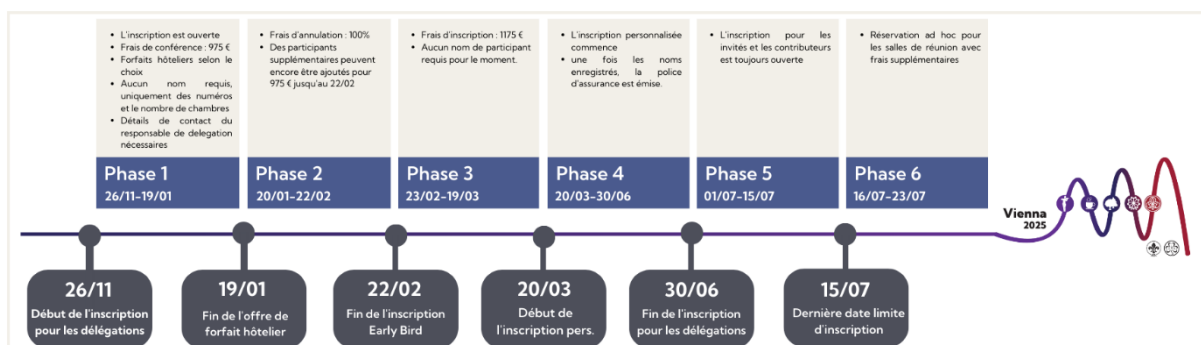 • L'inscription est ouverte
• Frais de conférence : 975 €
• Forfaits hôteliers selon le
choix
• Aucun nom requis,
uniquement des numéros
et le nombre de chambres
• Détails de contact du
responsable de delegation
nécessaires
Phase 1
26/11-19/01
• Frais d'annulation : 100%
• Des participants
supplémentaires peuvent
encore être ajoutés pour
975 € jusqu'au 22/02
Phase 2
20/01-22/02
• Frais d'inscription : 1175 €
• Aucun nom de participant
requis pour le moment.
Phase 3
23/02-19/03
• L'inscription personnalisée
commence
• une fois les noms
enregistrés, la police
d'assurance est émise.
Phase 4
20/03-30/06
• L'inscription pour les
invités et les contributeurs
est toujours ouverte
Phase 5
01/07-15/07
• Réservation ad hoc pour
les salles de réunion avec
frais supplémentaires
Phase 6
16/07-23/07
Vienna
2025
26/11
Début de l'inscription
pour les délégations
19/01
Fin de l'offre de
forfait hôtelier
22/02
Fin de l'inscription
Early Bird
20/03
Début de
l'inscription pers.
30/06
Fin de l'inscription
pour les délégations
15/07
Dernière date limite
d'inscription